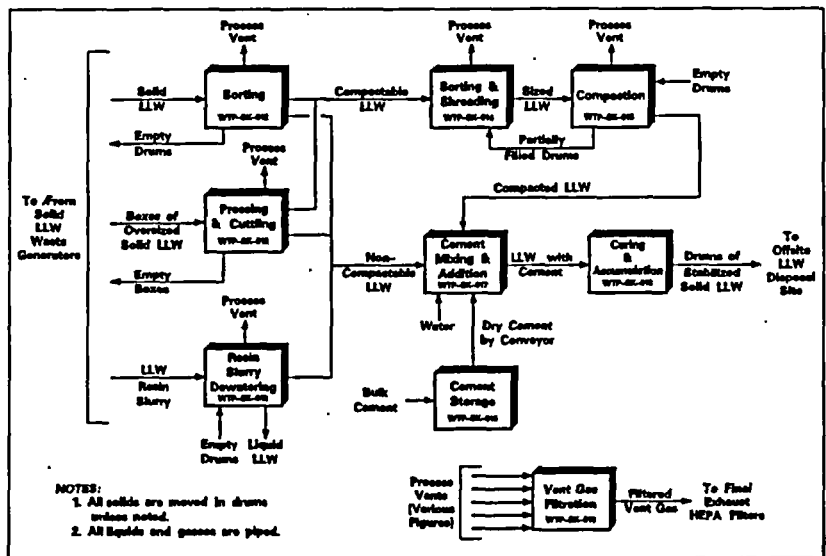 Process
Vent
Process
Vent
Process
Vent
Solid
LLW
Sorting
Compactable
LLW
Sorting &
Shredding
Sized
LLW
Compaction
Empty
Drums
Empty
Drums
Process
Vent
Partially
Filled Drums
To /From
Solid
LLW
Waste
Generators
Boxes of
Oversized
Solid LLW
& Cutting
Compacted LLW
Empty
Boxes
Non-
Compactable
LLW
Cement
Mixing &
Addition
WTP-SK-017
LLW with
Cement
Curing
&
Accumulation
Drums of
Stabilized
Solid LLW
To
Offsite
LLW
Disposal
Site
Process
Vent
Water
Dry Cement
by Conveyor
LLW
Resin
Slurry
Resin
Slurry
Dewatering
Bulk
Cement
Cement
Storage
Empty
Drums
Liquid
LLW
NOTES:
1. All solids are moved in drums
unless noted.
2. All liquids and gasses are piped.
Process
Vents
(Various
Figures)
Vent Gas
Filtration
Filtered
Vent Gas
To Final
Exhaust
HEPA Filters